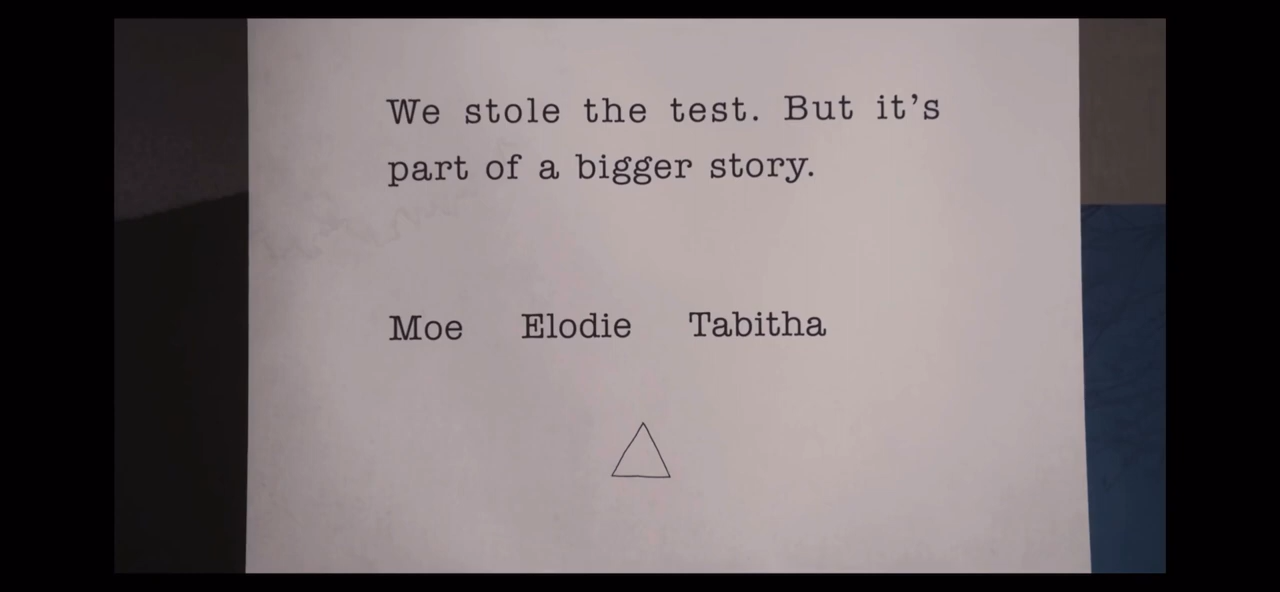 We stole the test. But it’s
part of a bigger story.
Moe Elodie Tabitha